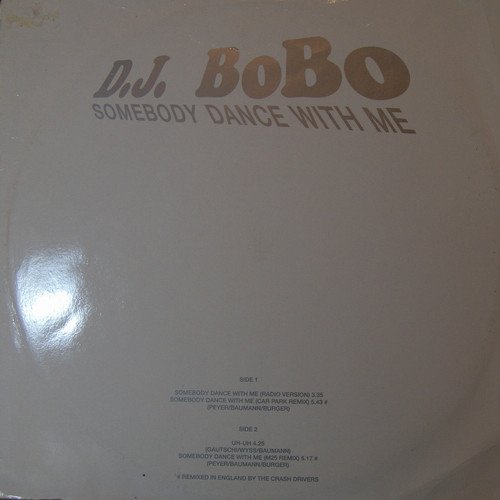 D.J. BoBo
SOMEBODY DANCE WITH ME
SIDE 1
SOMEBODY DANCE WITH ME (RADIO VERSION) 3.35
SOMEBODY DANCE WITH ME (CAR PARK REMIX) 5.43 #
(PEYER/BAUMANN/BURGER)
SIDE 2
UH-UH 4.25
(GAUTSCHI/WYSS/BAUMANN)
SOMEBODY DANCE WITH ME (M25 REMIX) 5.17 #
(PEYER/BAUMANN/BURGER)
# REMIXED IN ENGLAND BY THE CRASH DRIVERS